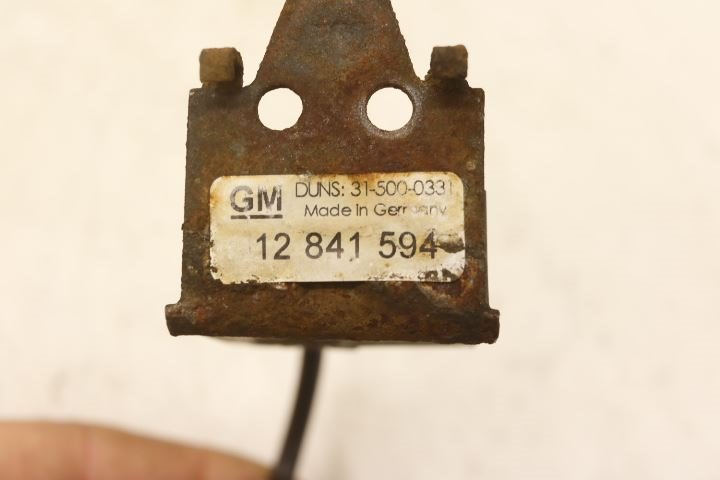 GM
DUNS: 31-500-0331
Made in Germany
12 841 594